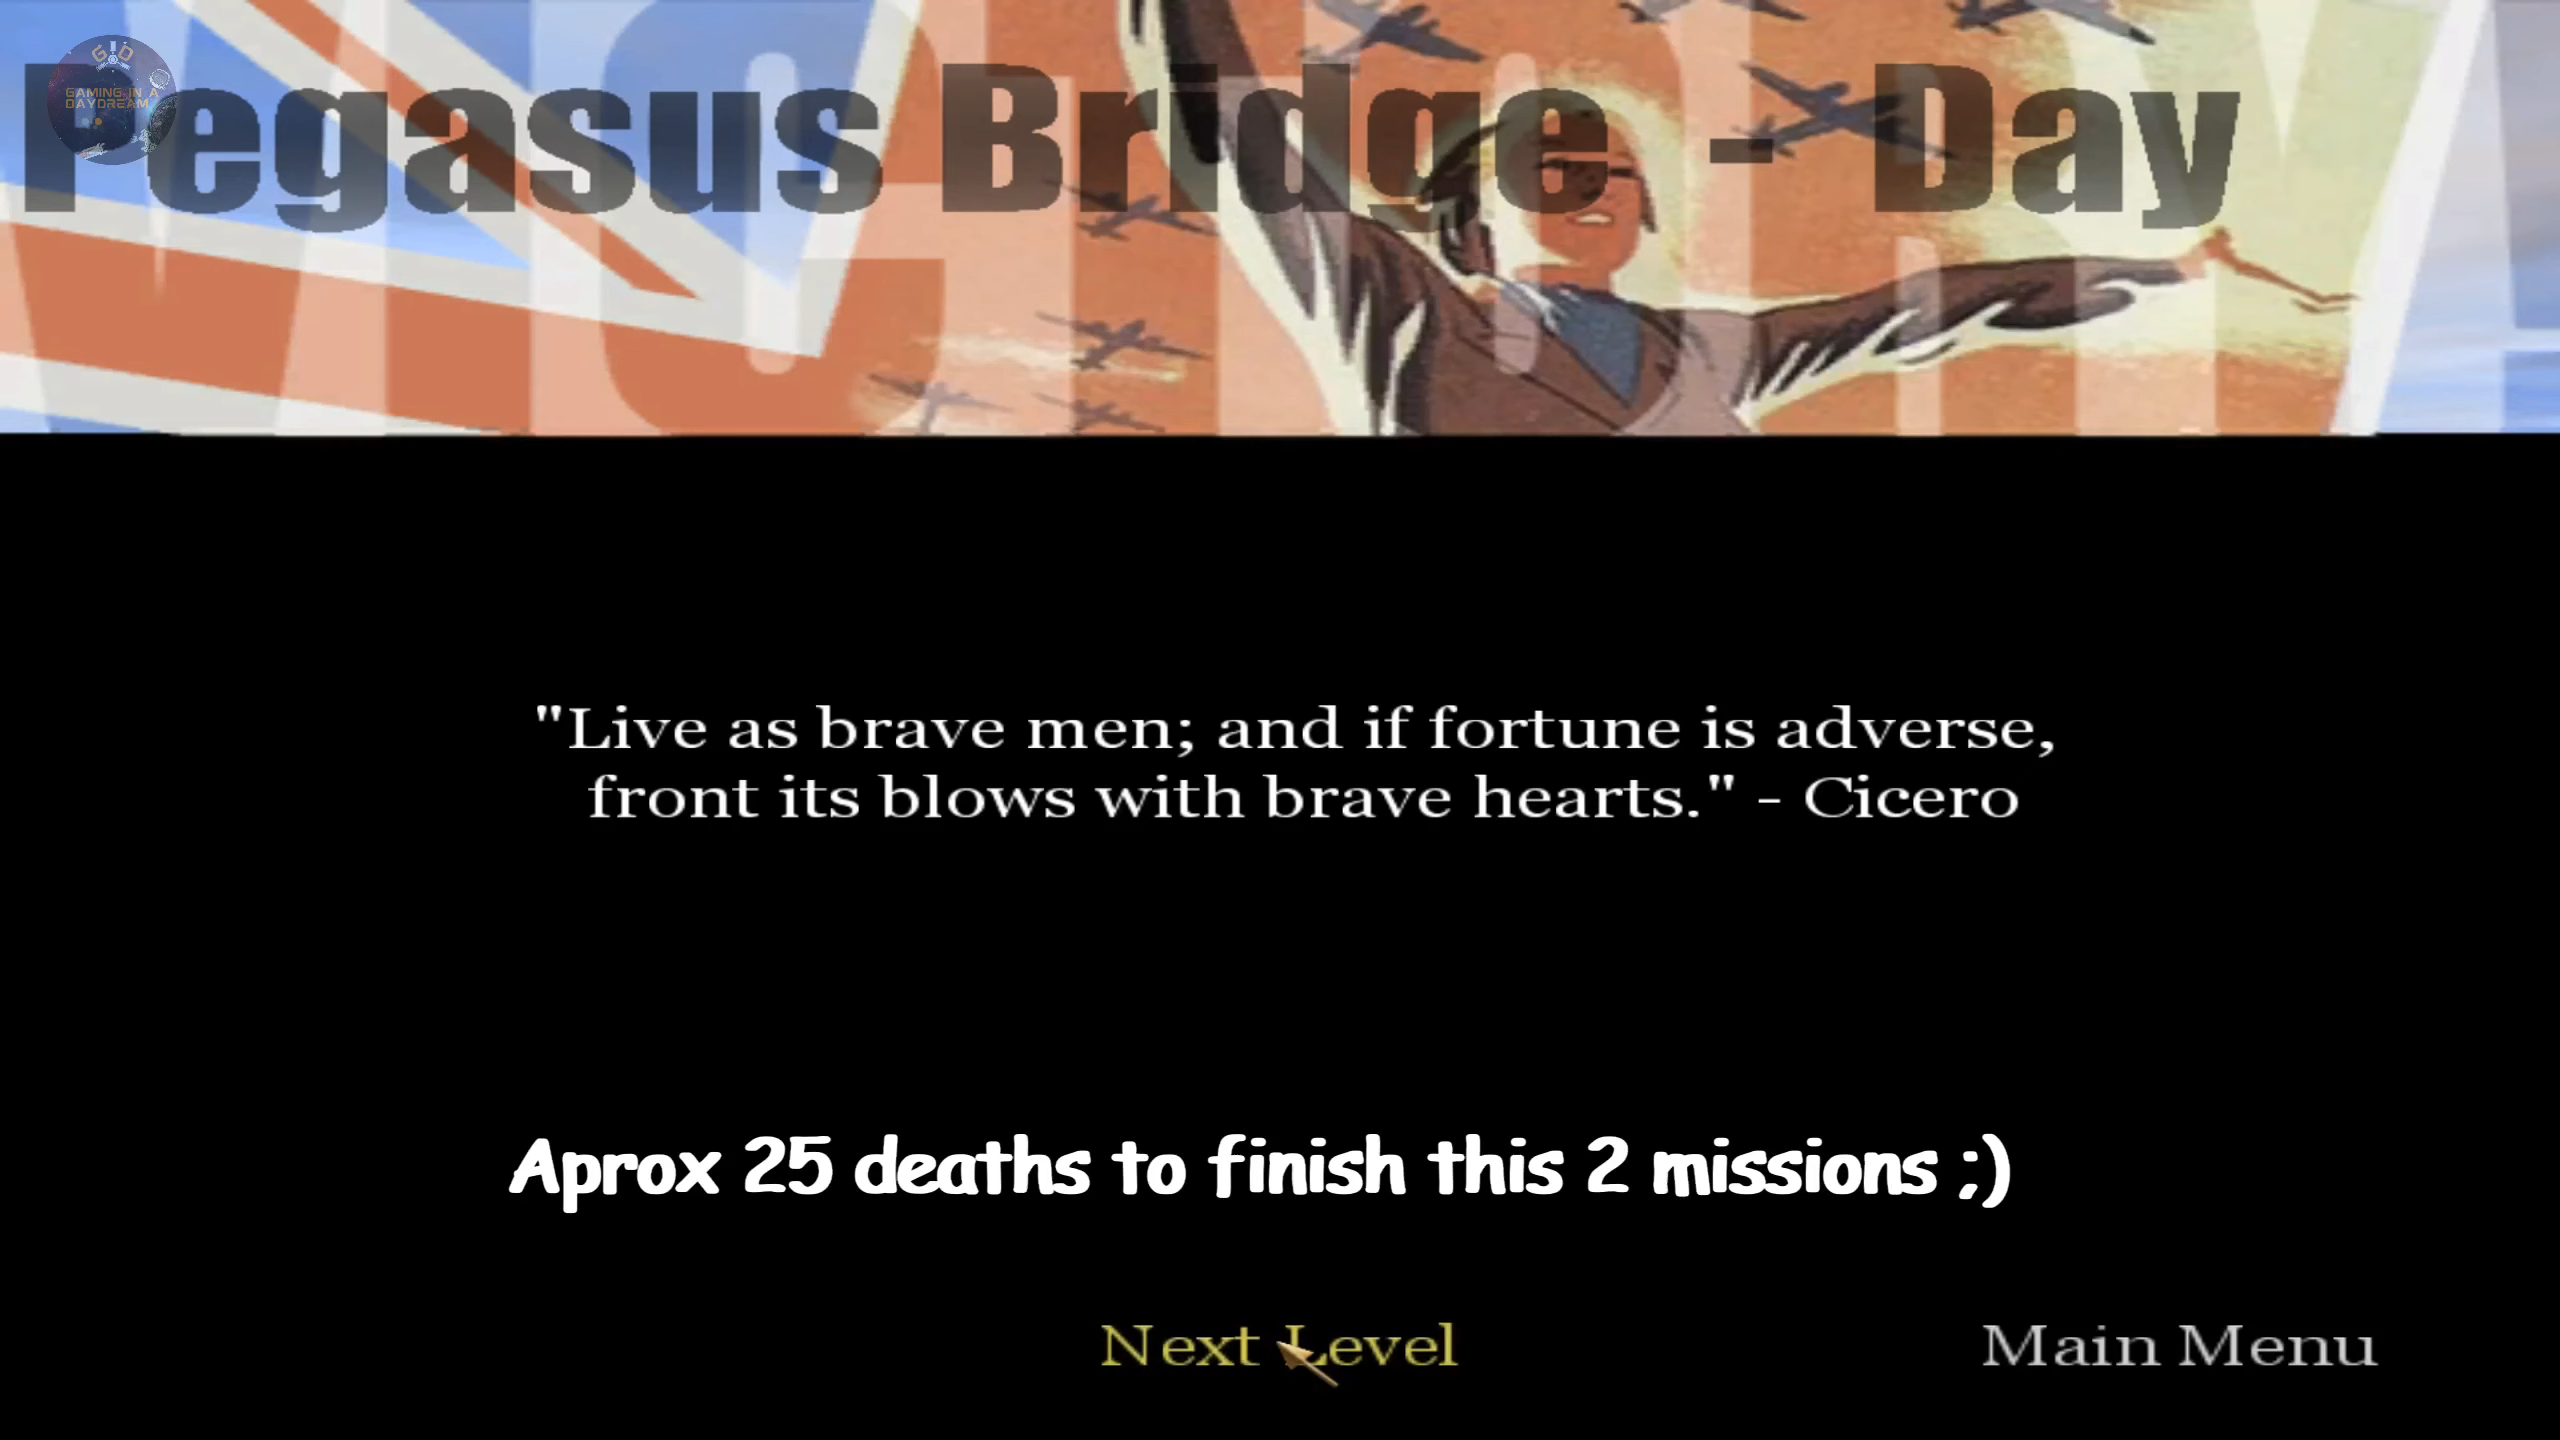 Pegasus Bridge - Day
GAMING IN A
DAYDREAM
"Live as brave men; and if fortune is adverse,
front its blows with brave hearts." - Cicero
Aprox 25 deaths to finish this 2 missions ;)
Next Level
Main Menu